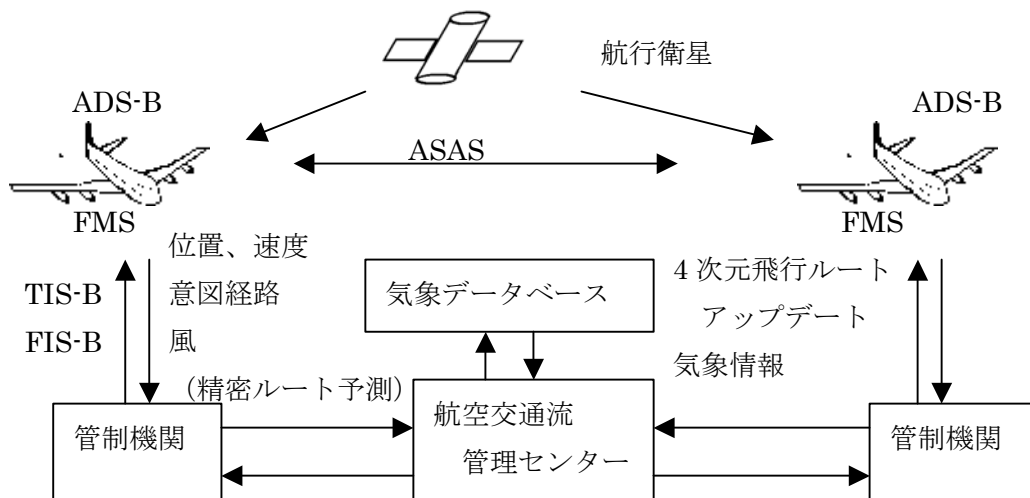 航行衛星
ADS-B
ADS-B
ASAS
FMS
FMS
位置、速度
意図経路
風
(精密ルート予測)
TIS-B
FIS-B
気象データベース
4 次元飛行ルート
アップデート
気象情報
管制機関
航空交通流
管理センター
管制機関